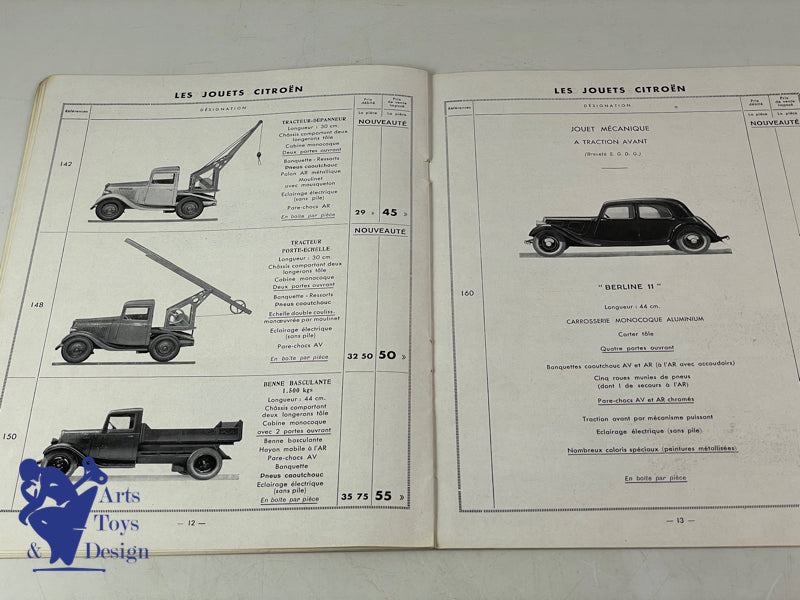 LES JOUETS CITROËN
Références
DÉSIGNATION
Prix
détail
Prix
de vente
imposé
La pièce
La pièce
142
TRACTEUR-DÉPANNEUR
Longueur : 30 cm.
Châssis comportant deux
longerons tôle
Cabine monocoque
Deux portes ouvrant
Banquette - Ressorts
Pneus caoutchouc
Palan AR métallique
Moulinet
avec mousqueton
Eclairage électrique
(sans pile)
Pare-chocs AR
En boîte par pièce
NOUVEAUTÉ
29 » 45 »
148
TRACTEUR
PORTE-ECHELLE
Longueur : 30 cm.
Châssis comportant deux
longerons tôle
Cabine monocoque
Deux portes ouvrant
Banquette - Ressorts
Pneus caoutchouc
Echelle double couliss.
manœuvrée par moulinet
Eclairage électrique
(sans pile)
Pare-chocs AV
En boîte par pièce
NOUVEAUTÉ
32 50 50 »
150
BENNE BASCULANTE
1.500 kgs
Longueur : 44 cm.
Châssis comportant
deux longerons tôle
Cabine monocoque
avec 2 portes ouvrant
Benne basculante
Hayon mobile à l'AR
Pare-chocs AV
Banquette
Pneus caoutchouc
Eclairage électrique
(sans pile)
En boîte par pièce
35 75 55 »
— 12 —
LES JOUETS CITROËN
Références
DÉSIGNATION
Prix
La pièce
NOUVEAUTÉ
JOUET MÉCANIQUE
A TRACTION AVANT
(Breveté S. G. D. G.)
160
"BERLINE 11"
Longueur : 44 cm.
CARROSSERIE MONOCOQUE ALUMINIUM
Carter tôle
Quatre portes ouvrant
Banquettes caoutchouc AV et AR (à l'AR avec accoudoirs)
Cinq roues munies de pneus
(dont 1 de secours à l'AR)
Pare-chocs AV et AR chromés
Traction avant par mécanisme puissant
Eclairage électrique (sans pile)
Nombreux coloris spéciaux (peintures métallisées)
En boîte par pièce
— 13 —
Arts
Toys
& Design